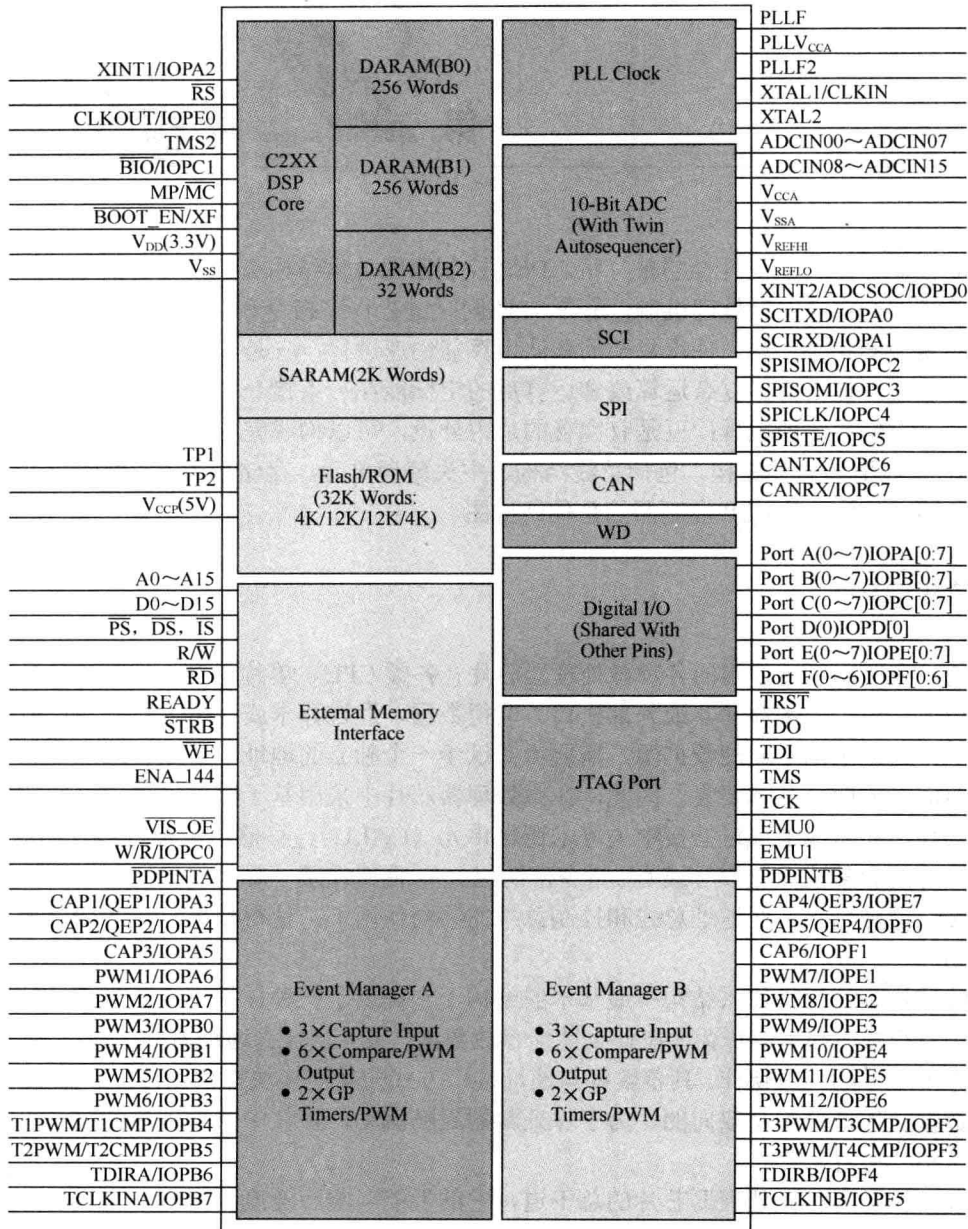 XINT1/IOPA2
RS
CLKOUT/IOPE0
TMS2
BIO/IOPC1
MP/MC
BOOT_EN/XF
VDD(3.3V)
VSS
TP1
TP2
VCCP(5V)
A0～A15
D0～D15
PS, DS, IS
R/W
RD
READY
STRB
WE
ENA_144
VIS_OE
W/R/IOPC0
PDPINTA
CAP1/QEP1/IOPA3
CAP2/QEP2/IOPA4
CAP3/IOPA5
PWM1/IOPA6
PWM2/IOPA7
PWM3/IOPB0
PWM4/IOPB1
PWM5/IOPB2
PWM6/IOPB3
T1PWM/T1CMP/IOPB4
T2PWM/T2CMP/IOPB5
TDIRA/IOPB6
TCLKINA/IOPB7
C2XX
DSP
Core
DARAM(B0)
256 Words
DARAM(B1)
256 Words
DARAM(B2)
32 Words
SARAM(2K Words)
Flash/ROM
(32K Words:
4K/12K/12K/4K)
External Memory
Interface
Event Manager A
• 3×Capture Input
• 6×Compare/PWM
Output
• 2×GP
Timers/PWM
PLL Clock
10-Bit ADC
(With Twin
Autosequencer)
SCI
SPI
CAN
WD
Digital I/O
(Shared With
Other Pins)
JTAG Port
Event Manager B
• 3×Capture Input
• 6×Compare/PWM
Output
• 2×GP
Timers/PWM
PLLF
PLLVCCA
PLLF2
XTAL1/CLKIN
XTAL2
ADCIN00～ADCIN07
ADCIN08～ADCIN15
VCCA
VSSA
VREFHI
VREFLO
XINT2/ADCSOC/IOPD0
SCITXD/IOPA0
SCIRXD/IOPA1
SPISIMO/IOPC2
SPISOMI/IOPC3
SPICLK/IOPC4
SPISTE/IOPC5
CANTX/IOPC6
CANRX/IOPC7
Port A(0～7)IOPA[0:7]
Port B(0～7)IOPB[0:7]
Port C(0～7)IOPC[0:7]
Port D(0)IOPD[0]
Port E(0～7)IOPE[0:7]
Port F(0～6)IOPF[0:6]
TRST
TDO
TDI
TMS
TCK
EMU0
EMU1
PDPINTB
CAP4/QEP3/IOPE7
CAP5/QEP4/IOPF0
CAP6/IOPF1
PWM7/IOPE1
PWM8/IOPE2
PWM9/IOPE3
PWM10/IOPE4
PWM11/IOPE5
PWM12/IOPE6
T3PWM/T3CMP/IOPF2
T3PWM/T4CMP/IOPF3
TDIRB/IOPF4
TCLKINB/IOPF5